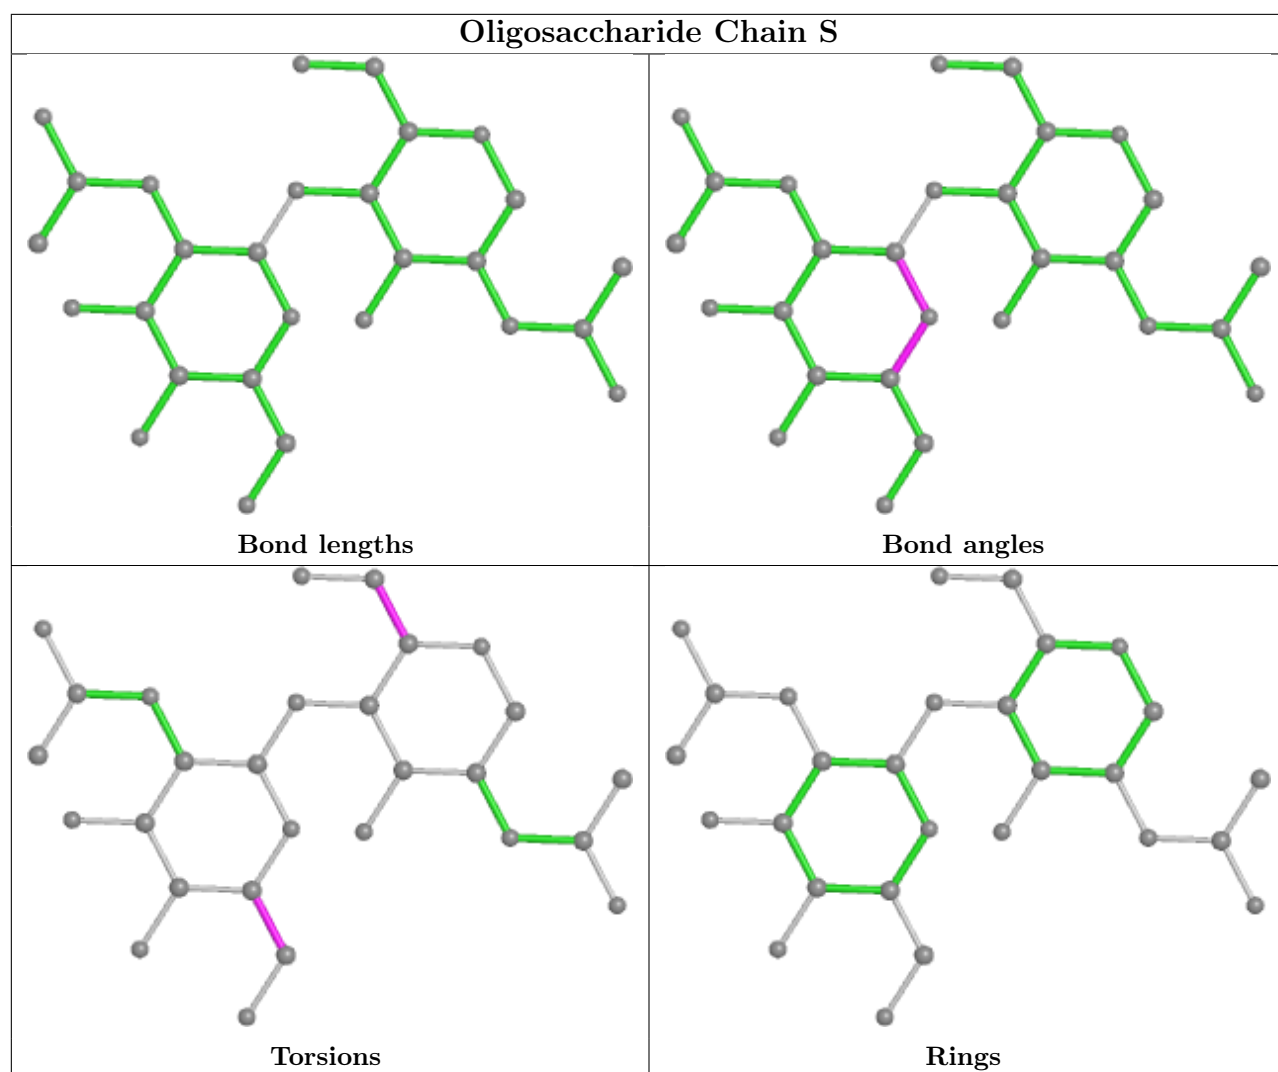 Oligosaccharide Chain S
Bond lengths
Bond angles
Torsions
Rings